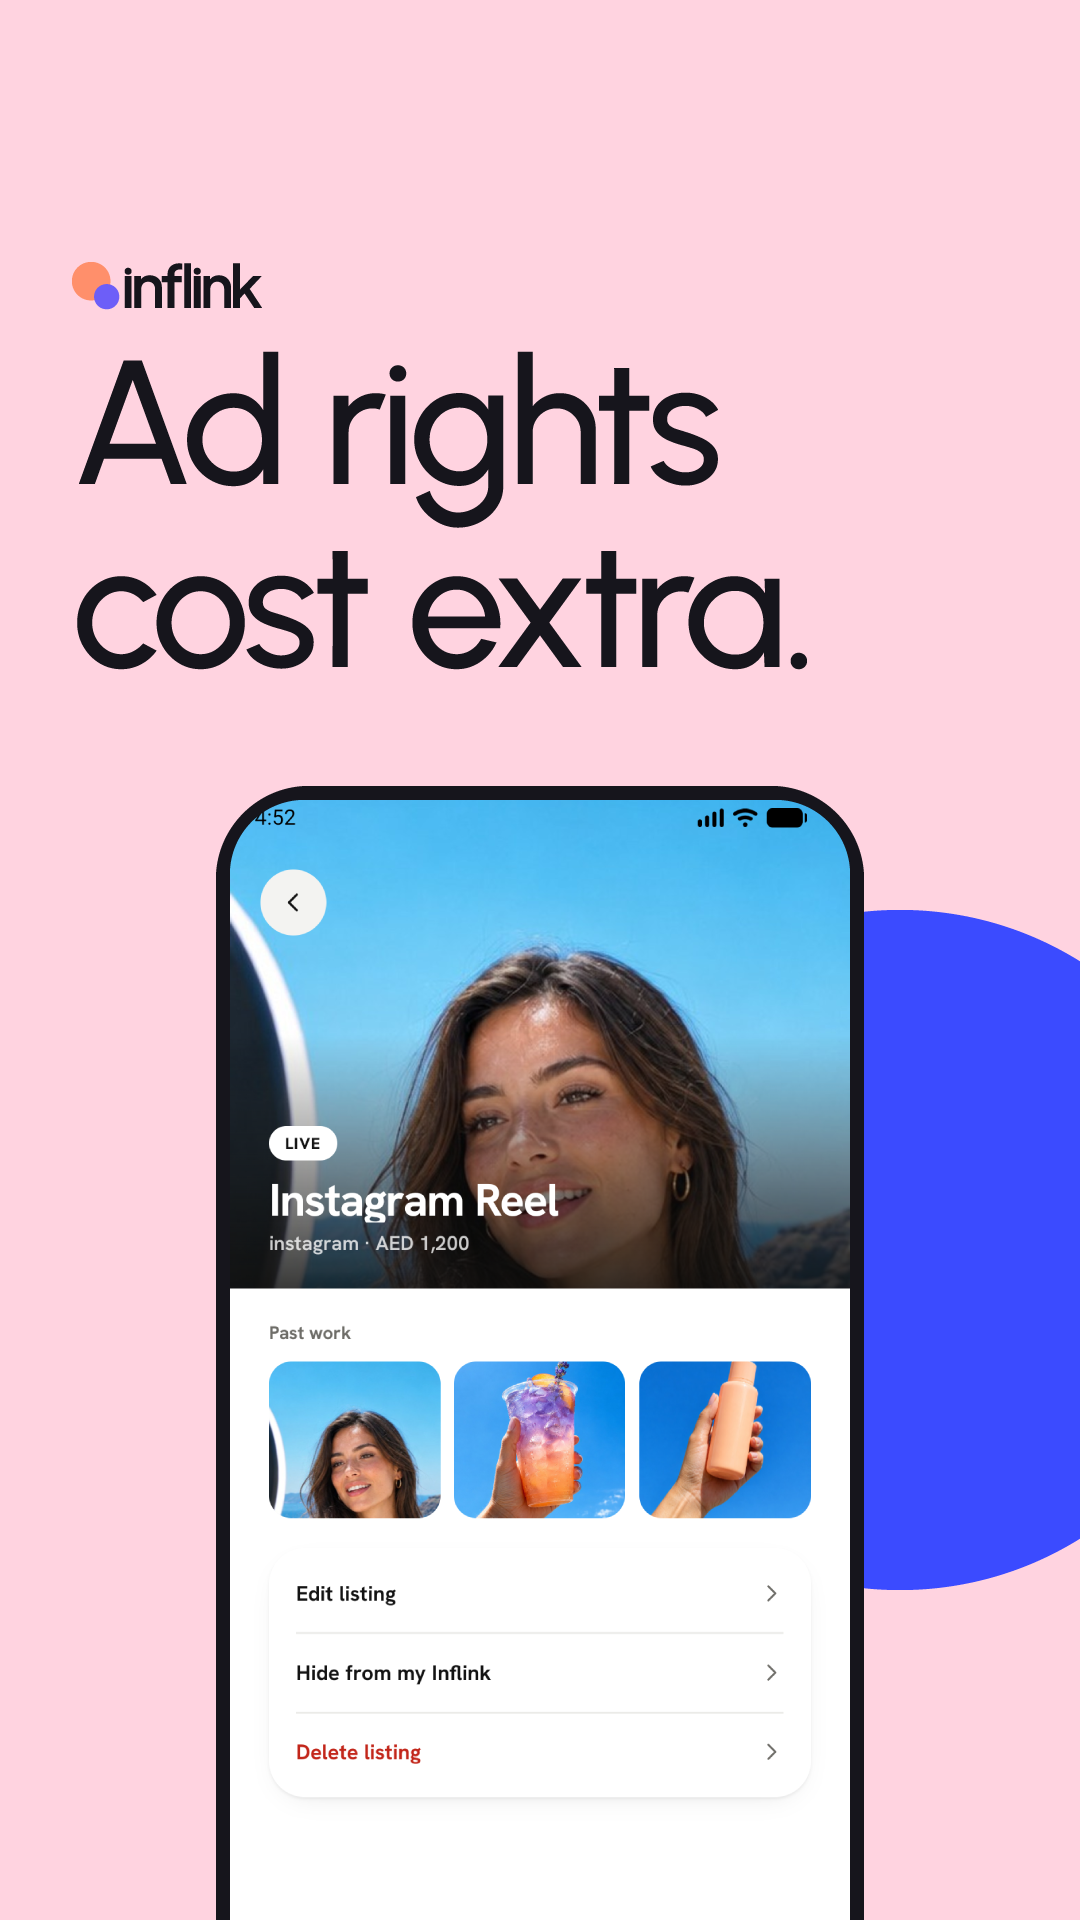 inflink
Ad rights
cost extra.
4:52
LIVE
Instagram Reel
instagram · AED 1,200
Past work
Edit listing
Hide from my Inflink
Delete listing